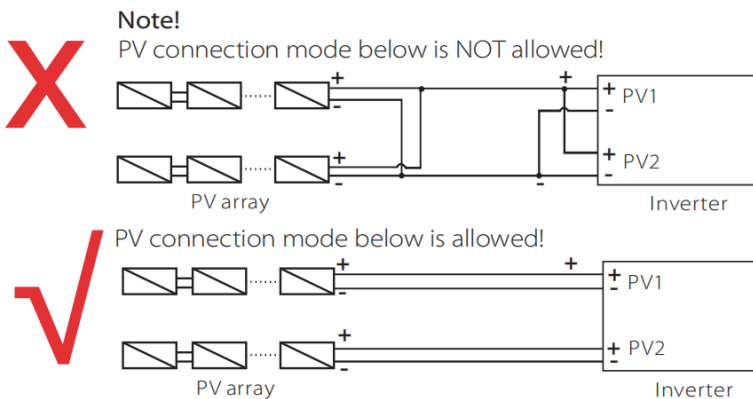 Note!
PV connection mode below is NOT allowed!
X
+ +
+ PV1
- -
+ + PV2
- - -
PV array
Inverter
PV connection mode below is allowed!
√
+ + + PV1
- -
+ + PV2
- -
PV array
Inverter